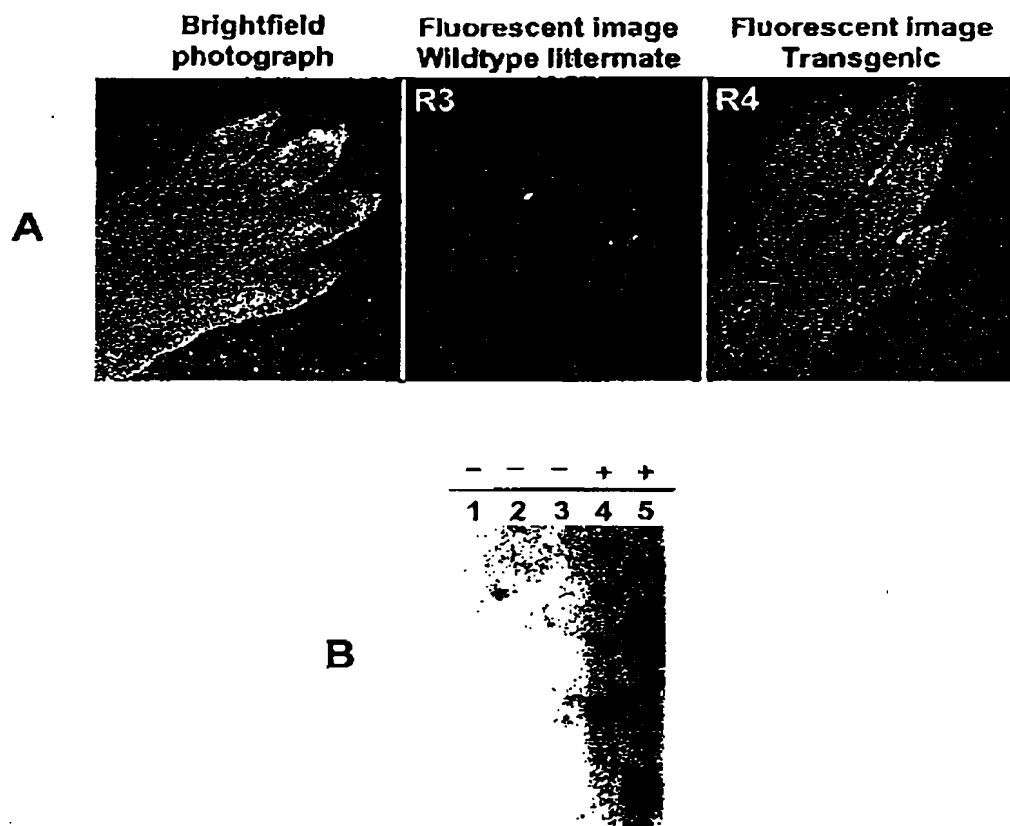 Brightfield photograph
Fluorescent image Wildtype littermate
Fluorescent image Transgenic
A
R3
R4
- - - + +
1 2 3 4 5
B